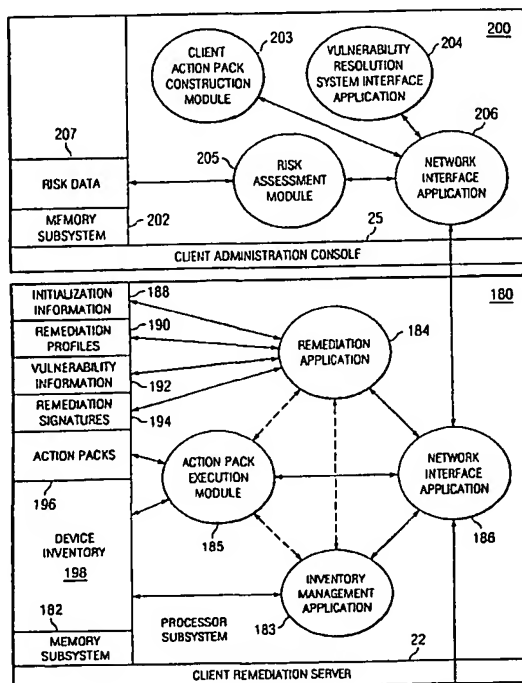 200
CLIENT
ACTION PACK
CONSTRUCTION
MODULE
203
VULNERABILITY
RESOLUTION
SYSTEM INTERFACE
APPLICATION
204
206
207
205
RISK
ASSESSMENT
MODULE
NETWORK
INTERFACE
APPLICATION
RISK DATA
MEMORY
SUBSYSTEM
202
25
CLIENT ADMINISTRATION CONSOLE
INITIALIZATION
INFORMATION
188
180
REMEDIATION
PROFILES
190
184
REMEDIATION
APPLICATION
VULNERABILITY
INFORMATION
192
REMEDIATION
SIGNATURES
194
ACTION PACKS
ACTION PACK
EXECUTION
MODULE
NETWORK
INTERFACE
APPLICATION
196
185
186
DEVICE
INVENTORY
198
182
PROCESSOR
SUBSYSTEM
INVENTORY
MANAGEMENT
APPLICATION
183
MEMORY
SUBSYSTEM
22
CLIENT REMEDIATION SERVER